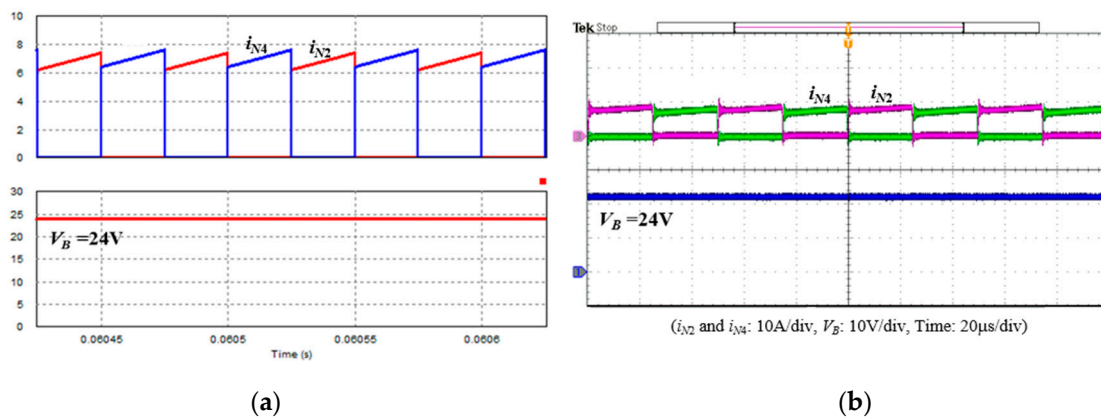 10
8
6
4
2
0
iN4 iN2
30
25
20
15
10
5
0
VB =24V
0.06045 0.0605 0.06055 0.0606
Time (s)
(a)
Tek Stop
T
iN4 iN2
VB =24V
1
(iN2 and iN4: 10A/div, VB: 10V/div, Time: 20μs/div)
(b)